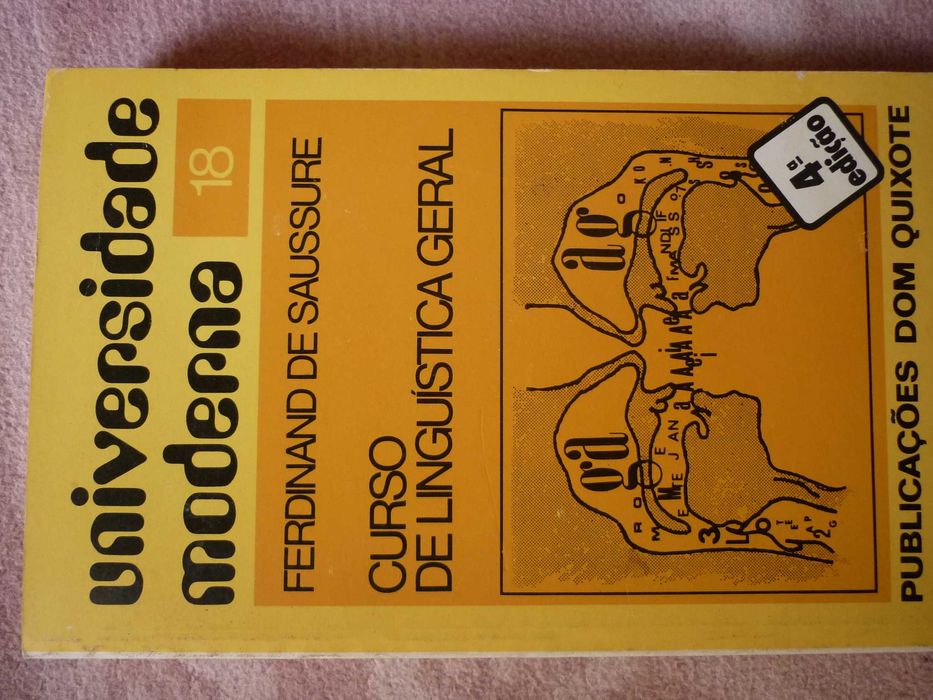 universidade
moderna
18
FERDINAND DE SAUSSURE
CURSO
DE LINGUÍSTICA GERAL
4ª
edição
PUBLICAÇÕES DOM QUIXOTE